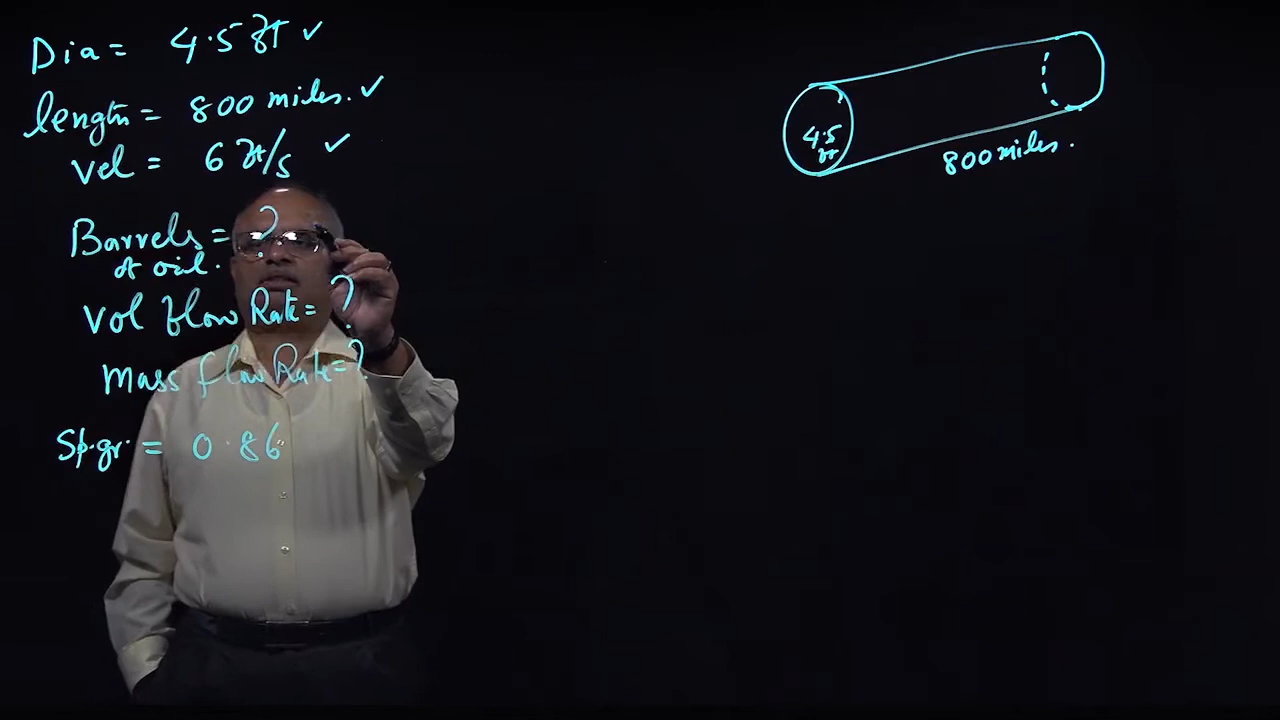 Dia = 4.5 ft ✓
length = 800 miles. ✓
vel = 6 ft/s ✓
Barrels = ?
of oil.
Vol flow Rate = ?
Mass flow Rate = ?
Sp.gr. = 0.86
4.5
ft
800 miles.